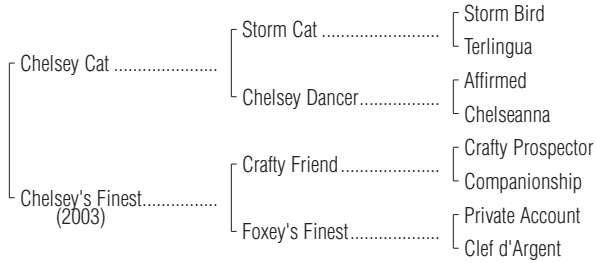 Storm Bird
Storm Cat ......................
Terlingua
Chelsey Cat ....................
Affirmed
Chelsey Dancer...............
Chelseanna
Crafty Prospector
Crafty Friend...................
Companionship
Chelsey's Finest..............
(2003)
Private Account
Foxey's Finest.................
Clef d'Argent